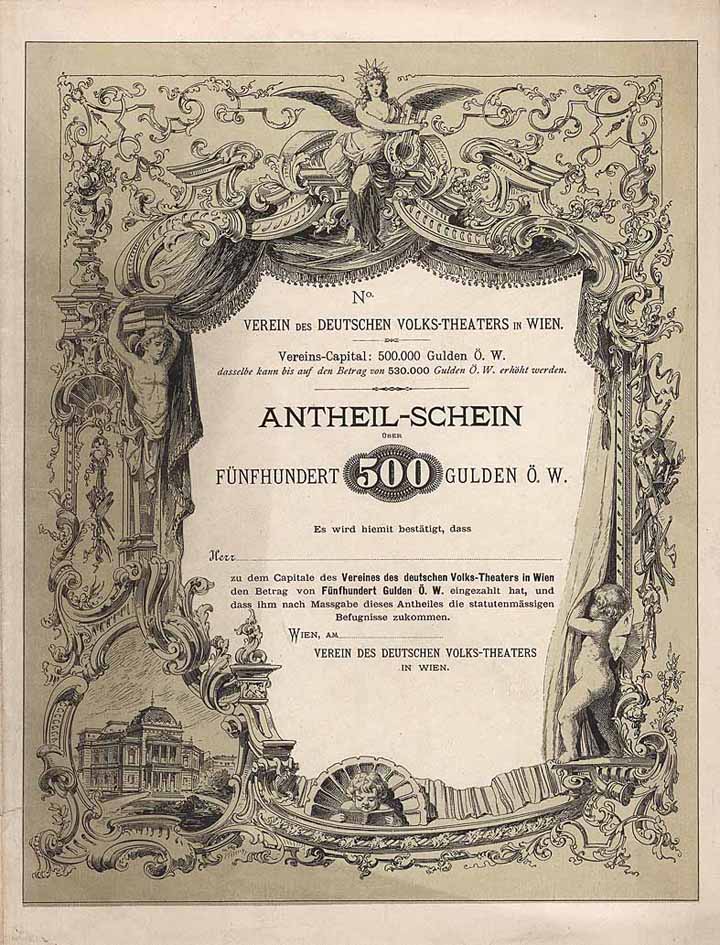 No.
VEREIN DES DEUTSCHEN VOLKS-THEATERS IN WIEN.
Vereins-Capital: 500.000 Gulden Ö. W.
dasselbe kann bis auf den Betrag von 530.000 Gulden Ö. W. erhöht werden.
ANTHEIL-SCHEIN
ÜBER
FÜNFHUNDERT 500 GULDEN Ö. W.
Es wird hiemit bestätigt, dass
Herr
zu dem Capitale des Vereines des deutschen Volks-Theaters in Wien
den Betrag von Fünfhundert Gulden Ö. W. eingezahlt hat, und
dass ihm nach Massgabe dieses Antheiles die statutenmässigen
Befugnisse zukommen.
WIEN, AM
VEREIN DES DEUTSCHEN VOLKS-THEATERS
IN WIEN.